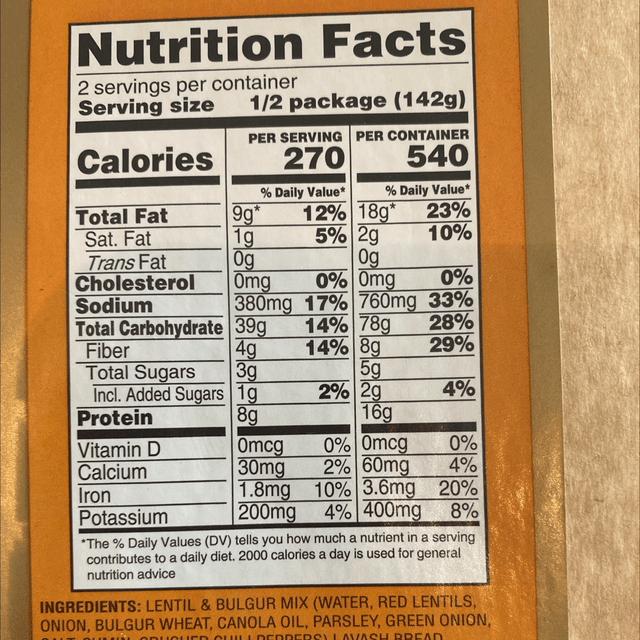 Nutrition Facts
2 servings per container
Serving size 1/2 package (142g)
PER SERVING PER CONTAINER
Calories 270 540
% Daily Value* % Daily Value*
Total Fat 9g* 12% 18g* 23%
Sat. Fat 1g 5% 2g 10%
Trans Fat 0g 0g
Cholesterol 0mg 0% 0mg 0%
Sodium 380mg 17% 760mg 33%
Total Carbohydrate 39g 14% 78g 28%
Fiber 4g 14% 8g 29%
Total Sugars 3g 5g
Incl. Added Sugars 1g 2% 2g 4%
Protein 8g 16g
Vitamin D 0mcg 0% 0mcg 0%
Calcium 30mg 2% 60mg 4%
Iron 1.8mg 10% 3.6mg 20%
Potassium 200mg 4% 400mg 8%
*The % Daily Values (DV) tells you how much a nutrient in a serving
contributes to a daily diet. 2000 calories a day is used for general
nutrition advice
INGREDIENTS: LENTIL & BULGUR MIX (WATER, RED LENTILS,
ONION, BULGUR WHEAT, CANOLA OIL, PARSLEY, GREEN ONION,
SALT, CUMIN, CRUSHED CHILI PEPPERS) LAVASH BREAD